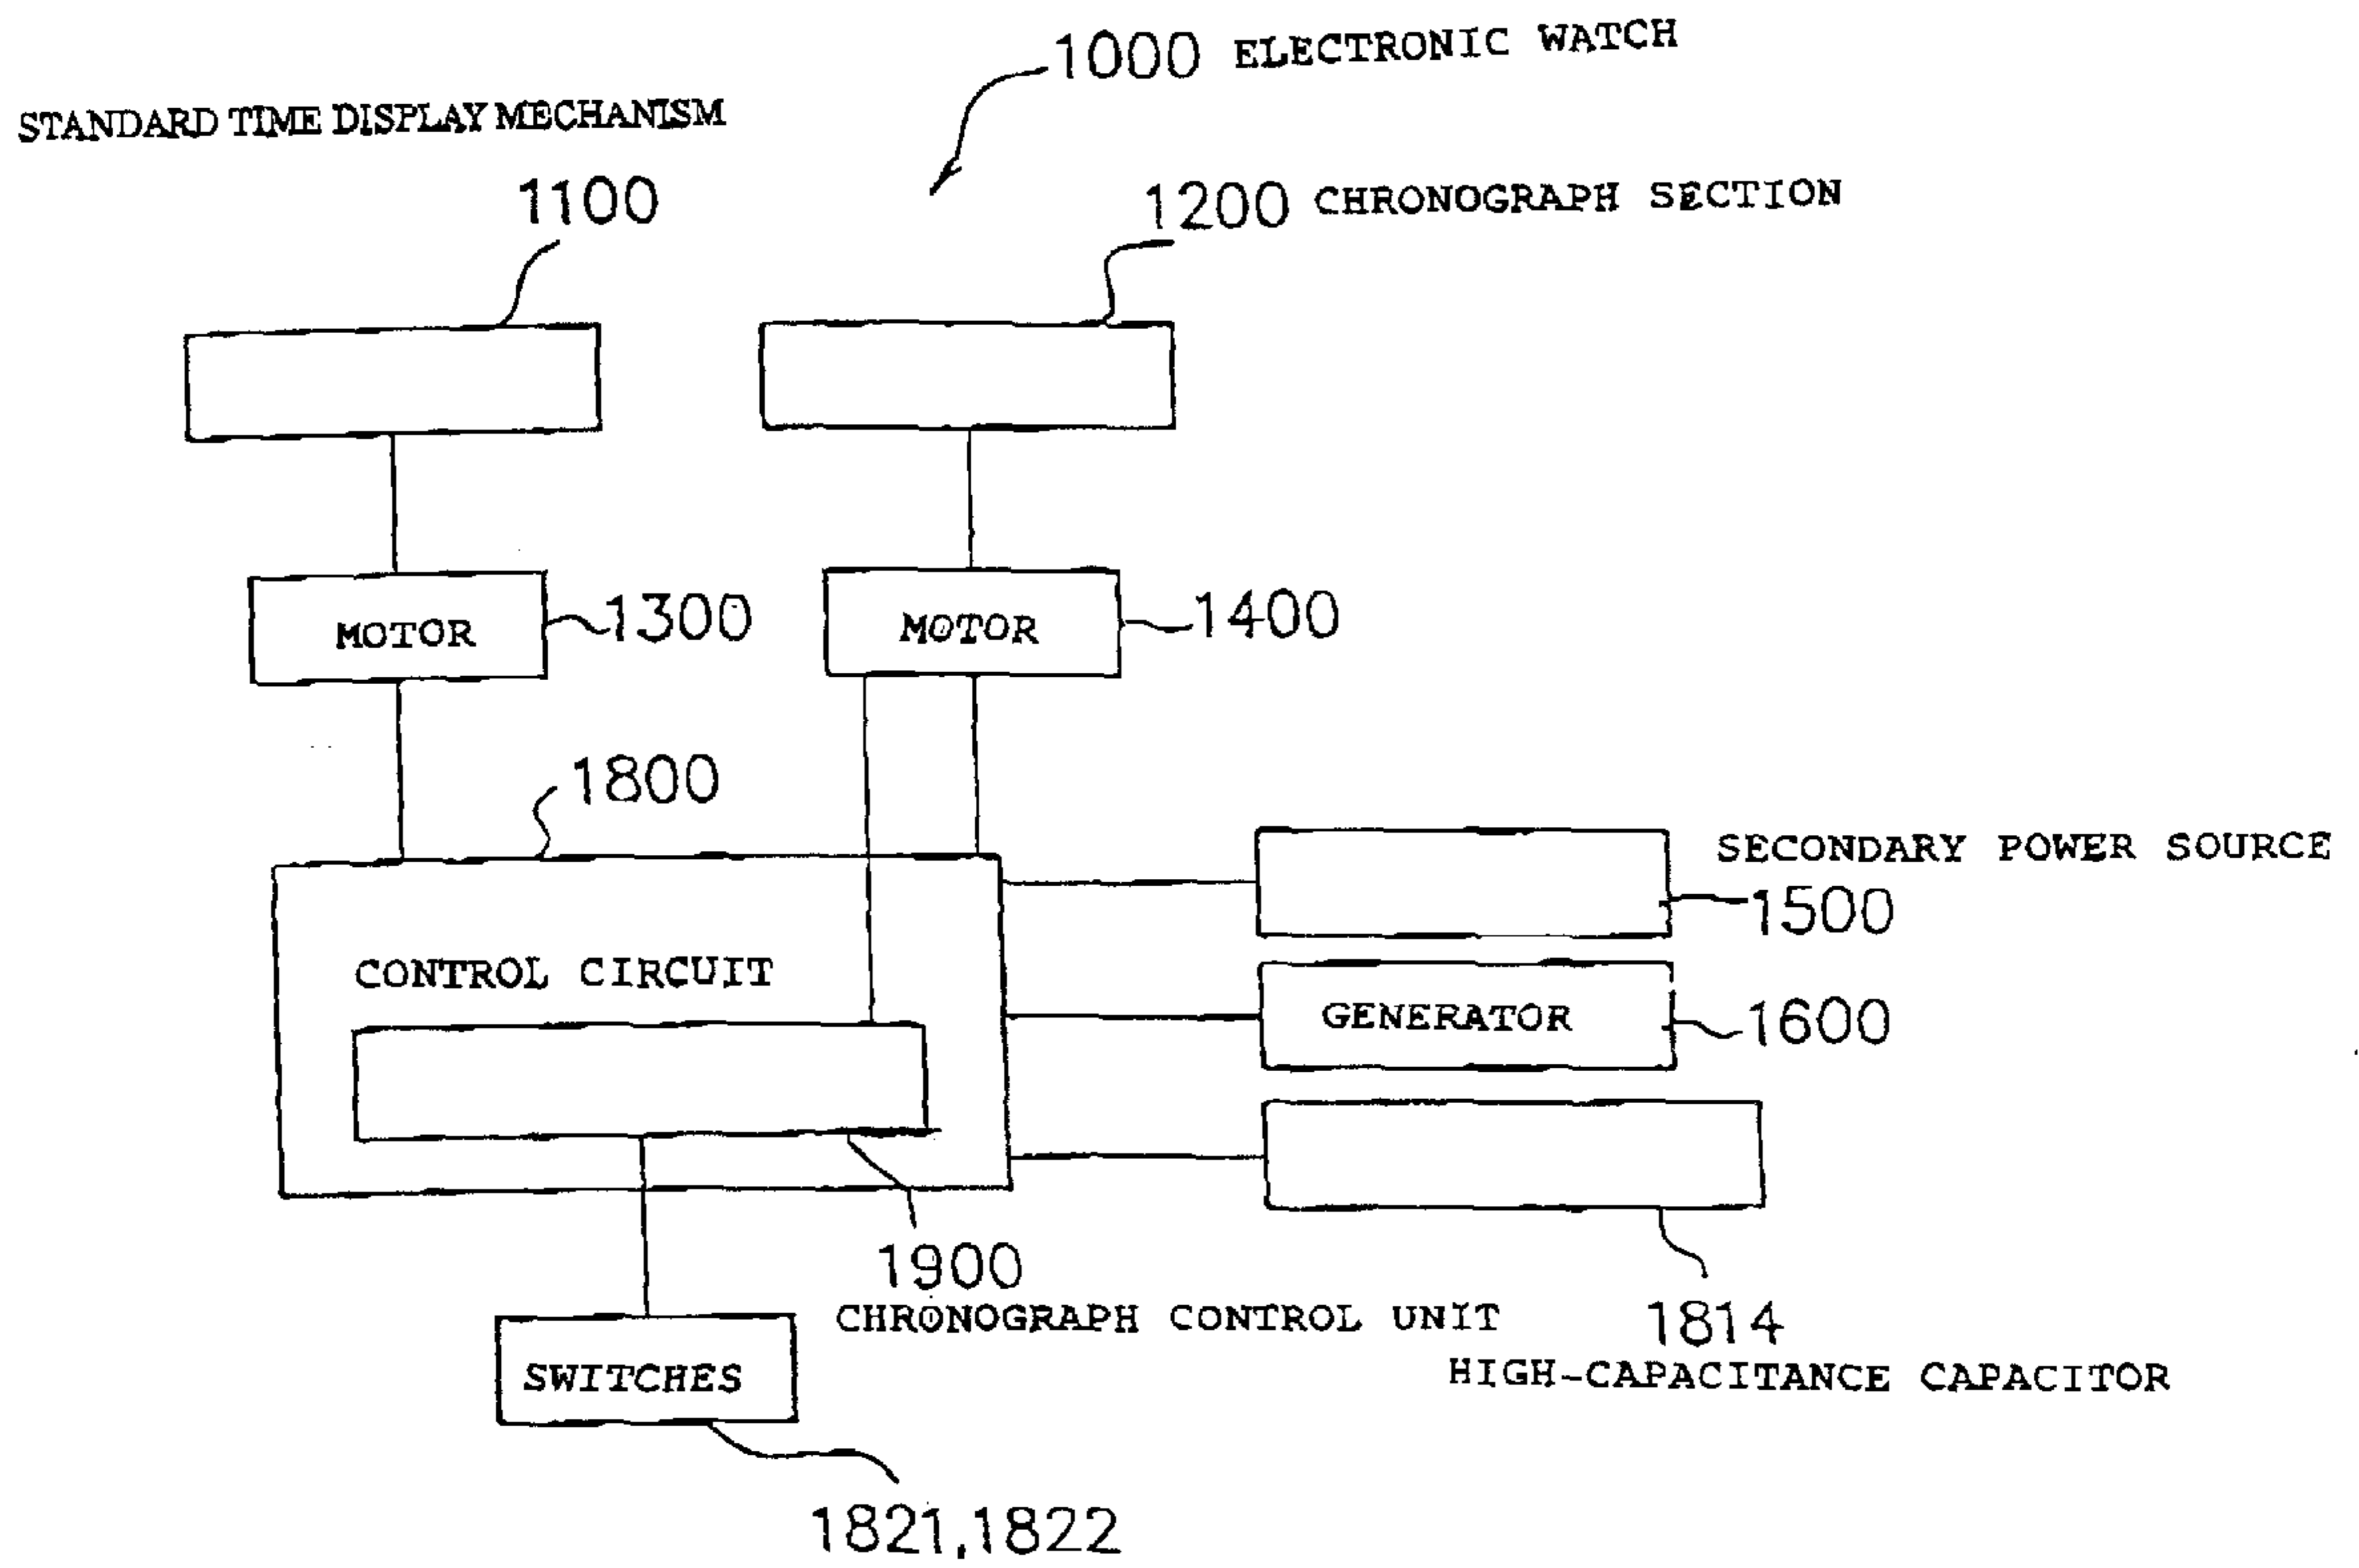 1000 ELECTRONIC WATCH
STANDARD TIME DISPLAY MECHANISM
1100
1200 CHRONOGRAPH SECTION
MOTOR
1300
MOTOR
1400
1800
SECONDARY POWER SOURCE
1500
CONTROL CIRCUIT
GENERATOR
1600
1900
CHRONOGRAPH CONTROL UNIT
1814
HIGH-CAPACITANCE CAPACITOR
SWITCHES
1821,1822